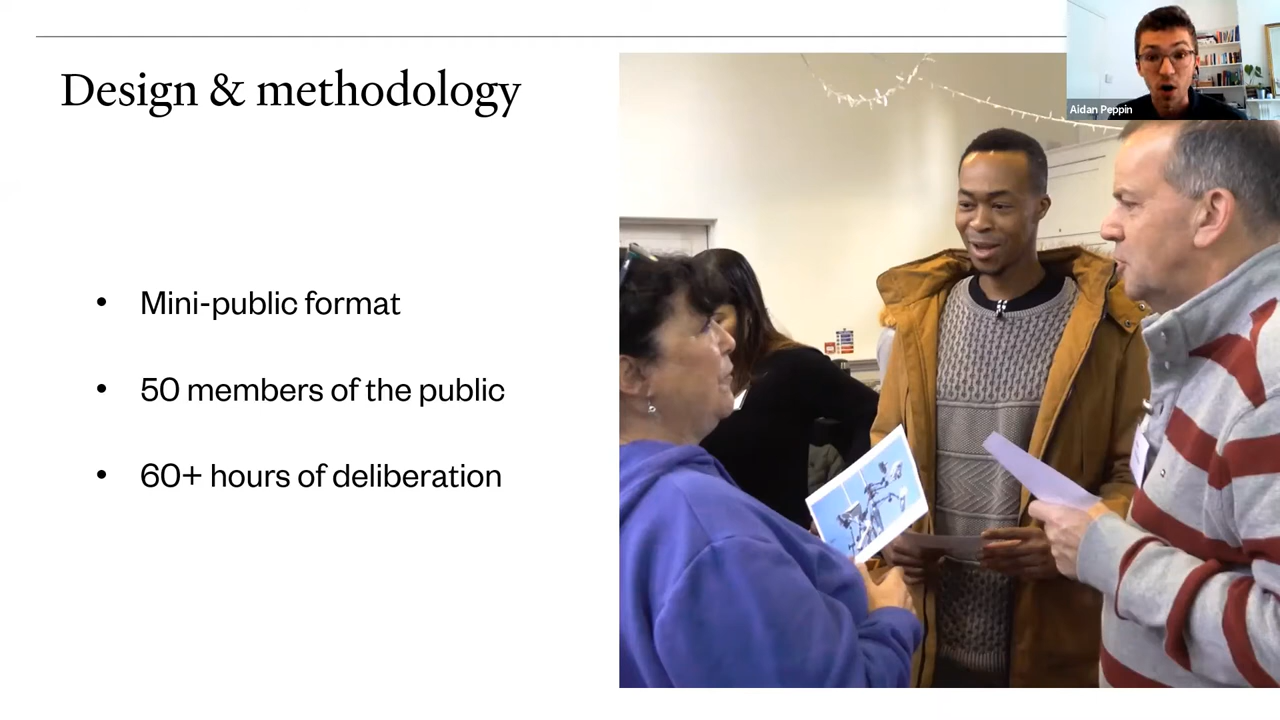 Design & methodology
Aidan Peppin
• Mini-public format
• 50 members of the public
• 60+ hours of deliberation